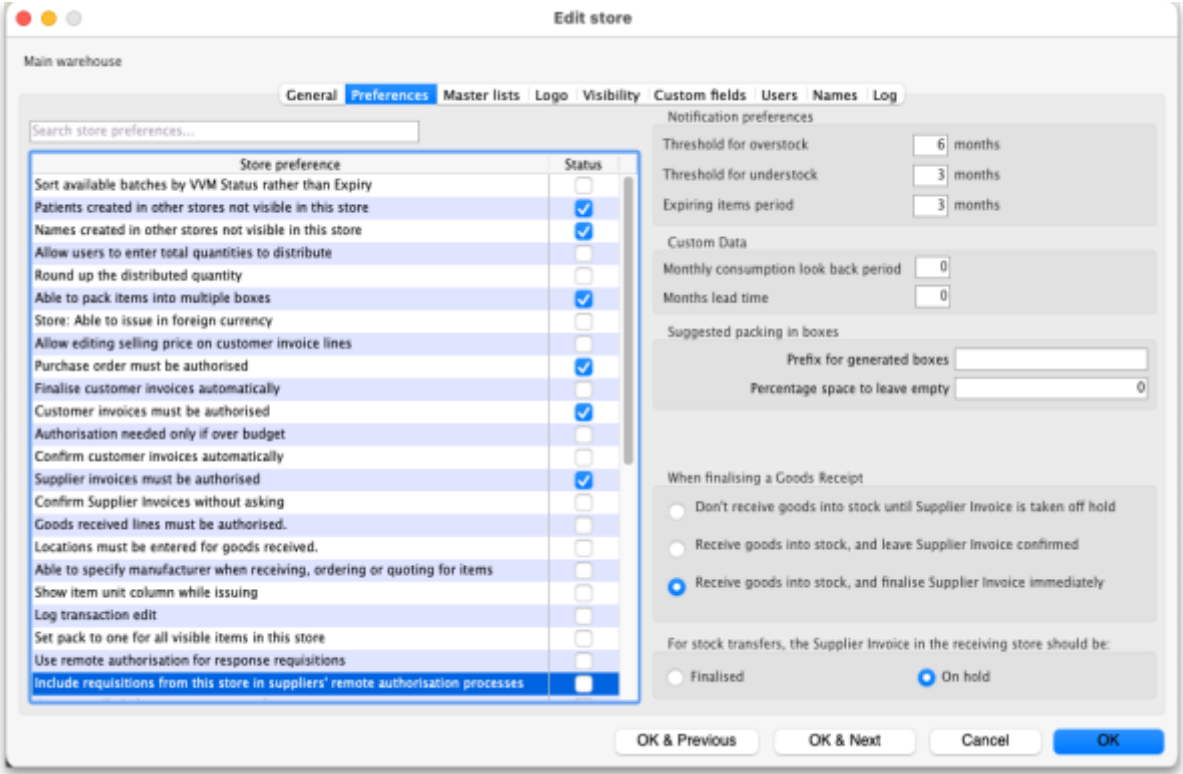 Edit store
Main warehouse
General Preferences Master lists Logo Visibility Custom fields Users Names Log
Search store preferences...
Store preference Status
Sort available batches by VVM Status rather than Expiry
Patients created in other stores not visible in this store
Names created in other stores not visible in this store
Allow users to enter total quantities to distribute
Round up the distributed quantity
Able to pack items into multiple boxes
Store: Able to issue in foreign currency
Allow editing selling price on customer invoice lines
Purchase order must be authorised
Finalise customer invoices automatically
Customer invoices must be authorised
Authorisation needed only if over budget
Confirm customer invoices automatically
Supplier invoices must be authorised
Confirm Supplier Invoices without asking
Goods received lines must be authorised.
Locations must be entered for goods received.
Able to specify manufacturer when receiving, ordering or quoting for items
Show item unit column while issuing
Log transaction edit
Set pack to one for all visible items in this store
Use remote authorisation for response requisitions
Include requisitions from this store in suppliers' remote authorisation processes
Notification preferences
Threshold for overstock 6 months
Threshold for understock 3 months
Expiring items period 3 months
Custom Data
Monthly consumption look back period 0
Months lead time 0
Suggested packing in boxes
Prefix for generated boxes
Percentage space to leave empty 0
When finalising a Goods Receipt
Don't receive goods into stock until Supplier Invoice is taken off hold
Receive goods into stock, and leave Supplier Invoice confirmed
Receive goods into stock, and finalise Supplier Invoice immediately
For stock transfers, the Supplier Invoice in the receiving store should be:
Finalised On hold
OK & Previous OK & Next Cancel OK